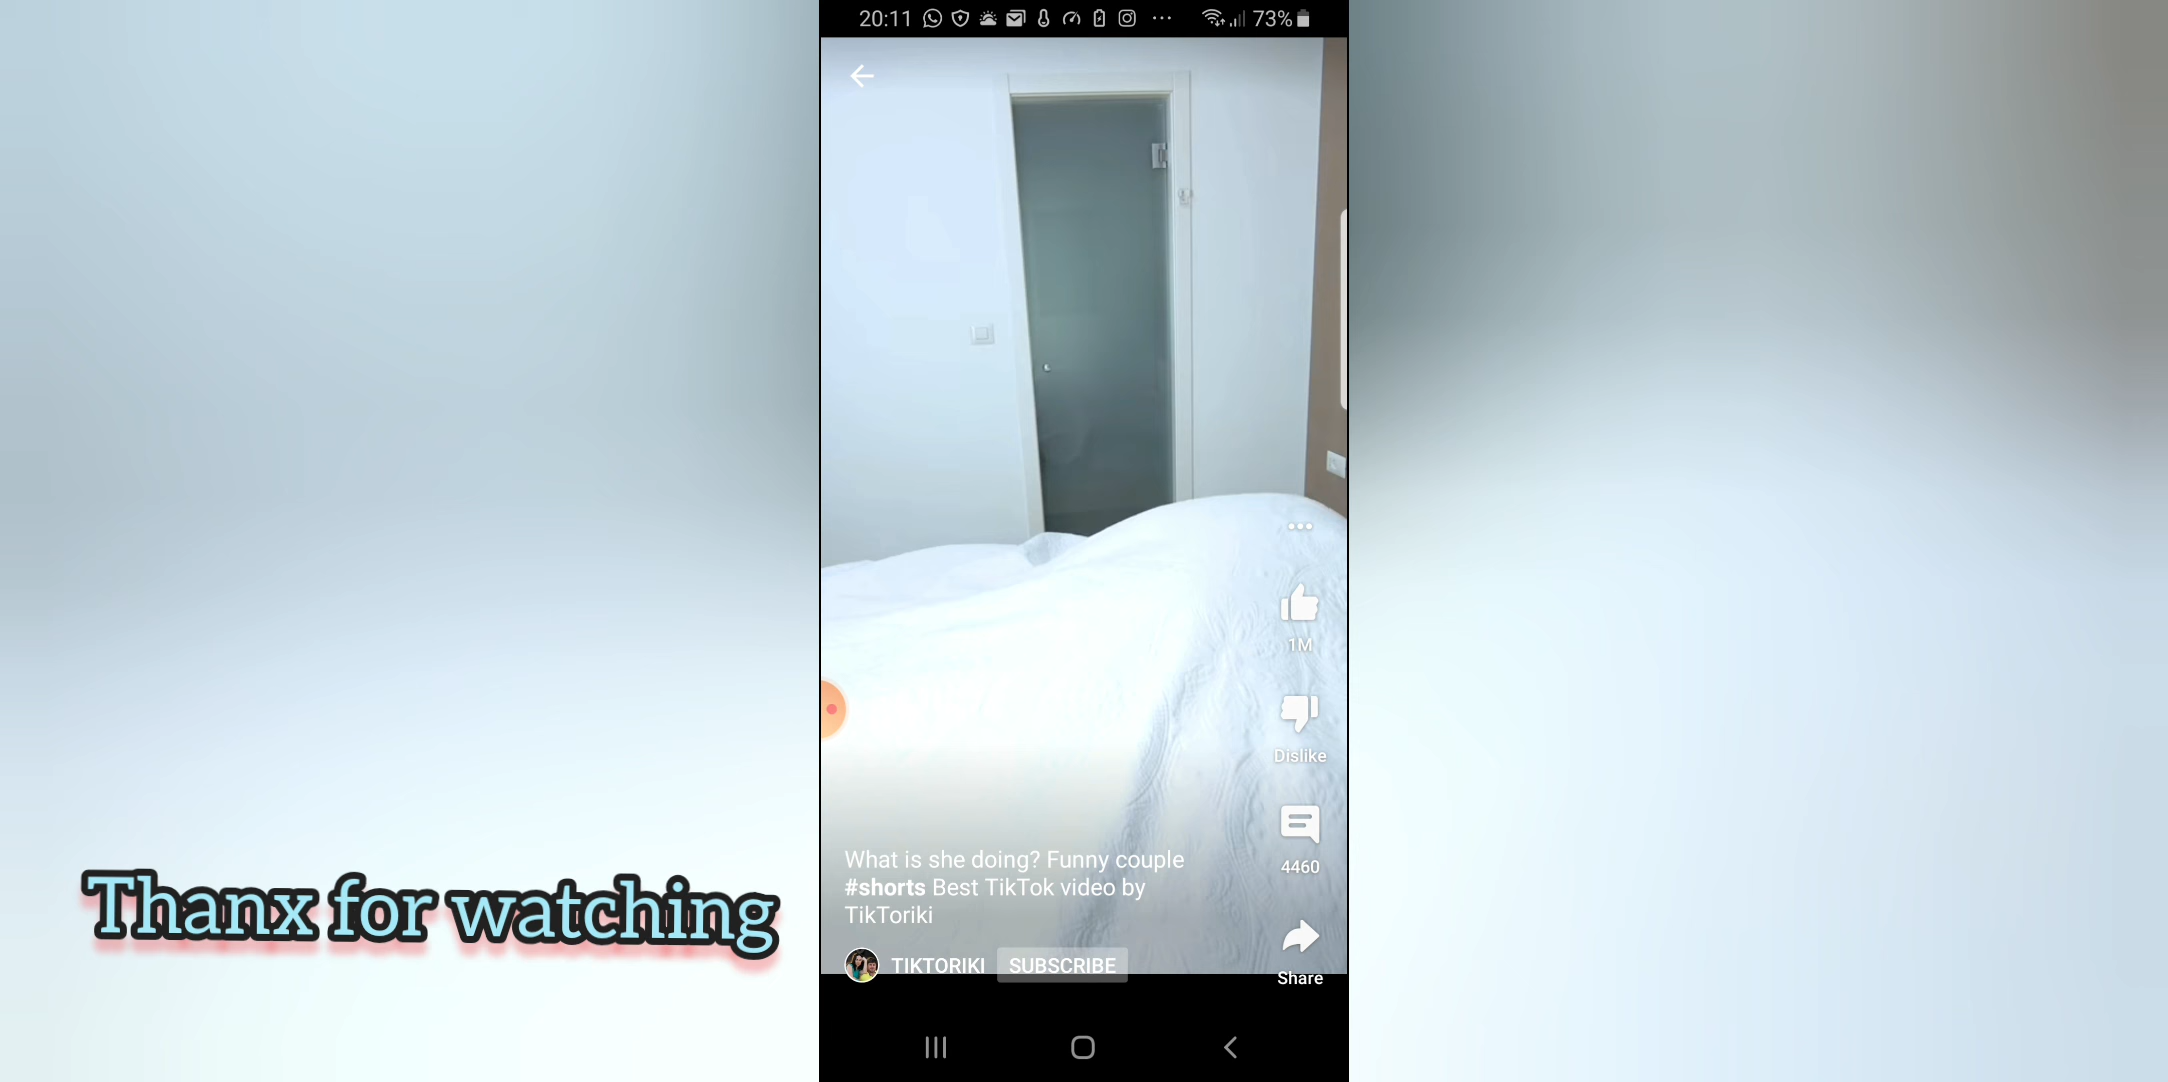 20:11
73%
1M
Dislike
4460
What is she doing? Funny couple
#shorts Best TikTok video by
TikToriki
TIKTORIKI SUBSCRIBE
Share
Thanx for watching